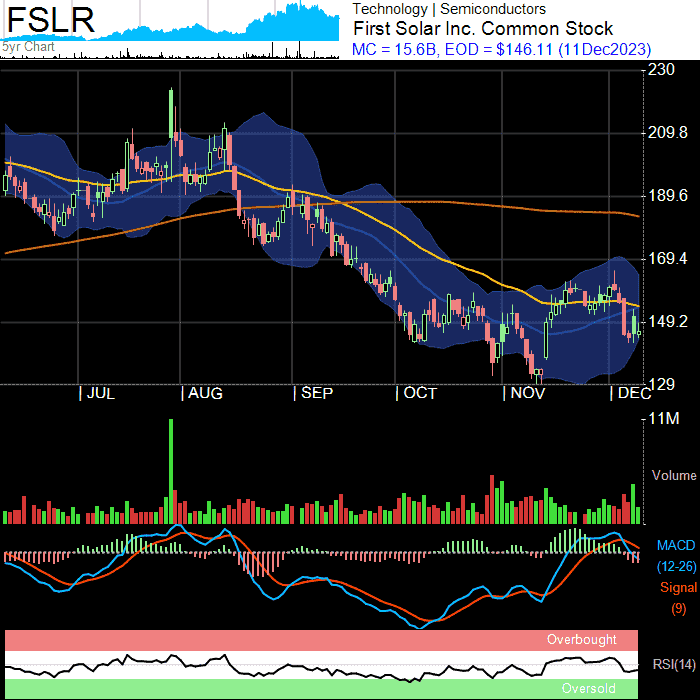 FSLR
5yr Chart
Technology | Semiconductors
First Solar Inc. Common Stock
MC = 15.6B, EOD = $146.11 (11Dec2023)
230
209.8
189.6
169.4
149.2
129
| JUL | AUG | SEP | OCT | NOV | DEC
11M
Volume
MACD
(12-26)
Signal
(9)
Overbought
RSI(14)
Oversold